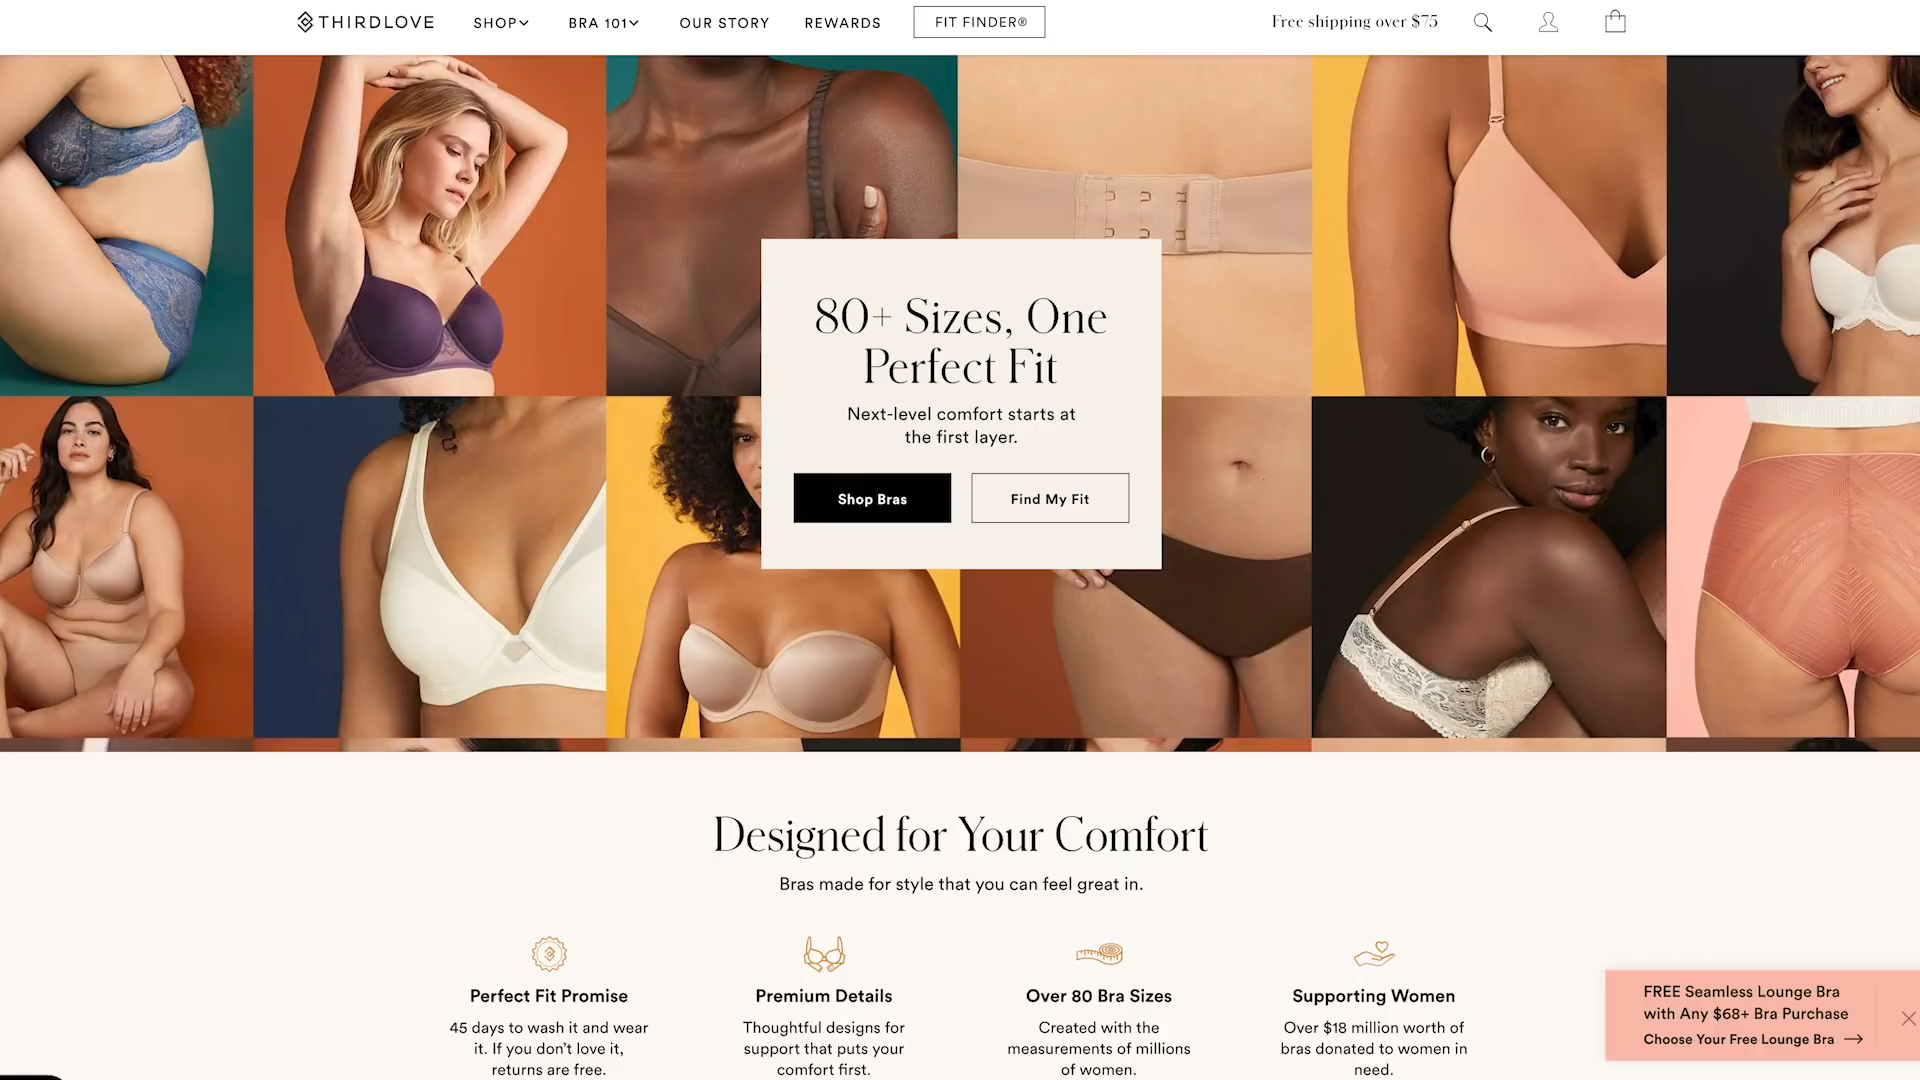 THIRDLOVE
SHOP
BRA 101
OUR STORY
REWARDS
FIT FINDER®
Free shipping over $75
80+ Sizes, One
Perfect Fit
Next-level comfort starts at
the first layer.
Shop Bras
Find My Fit
Designed for Your Comfort
Bras made for style that you can feel great in.
Perfect Fit Promise
45 days to wash it and wear
it. If you don’t love it,
returns are free.
Premium Details
Thoughtful designs for
support that puts your
comfort first.
Over 80 Bra Sizes
Created with the
measurements of millions
of women.
Supporting Women
Over $18 million worth of
bras donated to women in
need.
FREE Seamless Lounge Bra
with Any $68+ Bra Purchase
Choose Your Free Lounge Bra